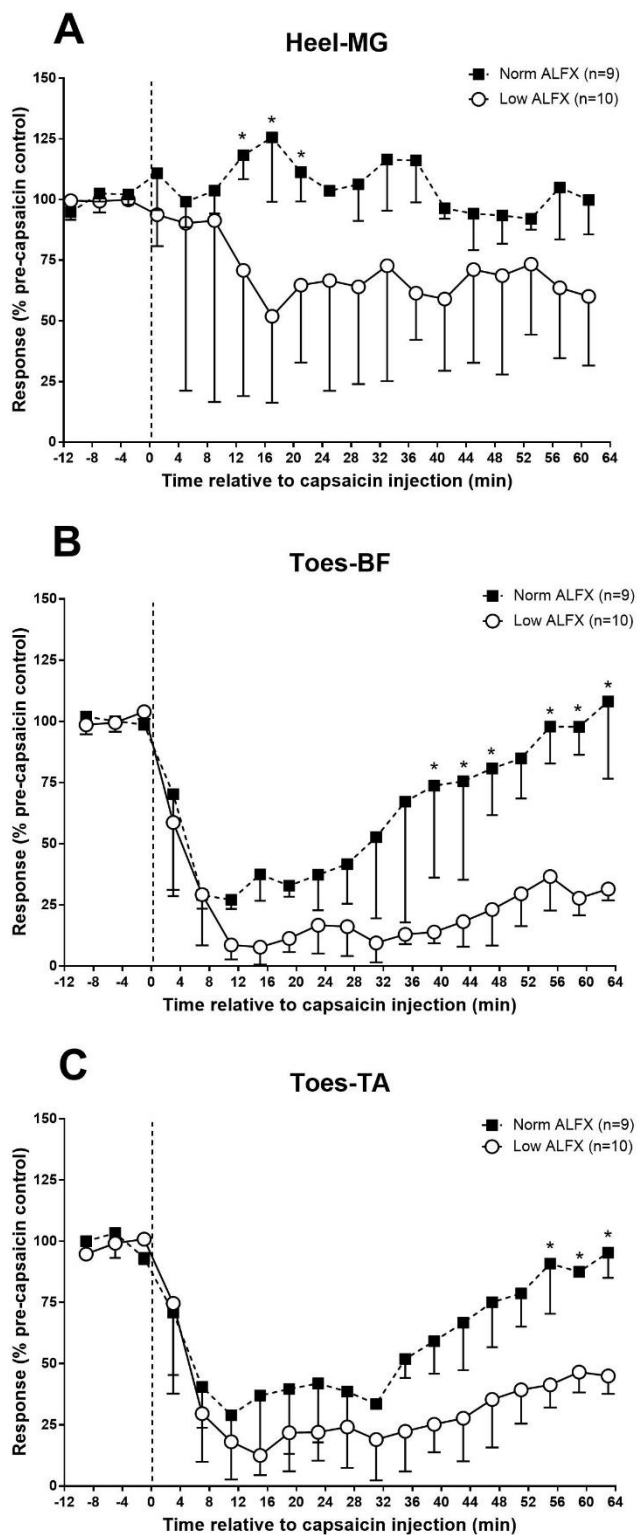 A
Heel-MG
Norm ALFX (n=9)
Low ALFX (n=10)
Response (% pre-capsaicin control)
150
125
100
75
50
25
0
* * *
-12 -8 -4 0 4 8 12 16 20 24 28 32 36 40 44 48 52 56 60 64
Time relative to capsaicin injection (min)
B
Toes-BF
Norm ALFX (n=9)
Low ALFX (n=10)
Response (% pre-capsaicin control)
150
125
100
75
50
25
0
* * * * * *
-12 -8 -4 0 4 8 12 16 20 24 28 32 36 40 44 48 52 56 60 64
Time relative to capsaicin injection (min)
C
Toes-TA
Norm ALFX (n=9)
Low ALFX (n=10)
Response (% pre-capsaicin control)
150
125
100
75
50
25
0
* * *
-12 -8 -4 0 4 8 12 16 20 24 28 32 36 40 44 48 52 56 60 64
Time relative to capsaicin injection (min)